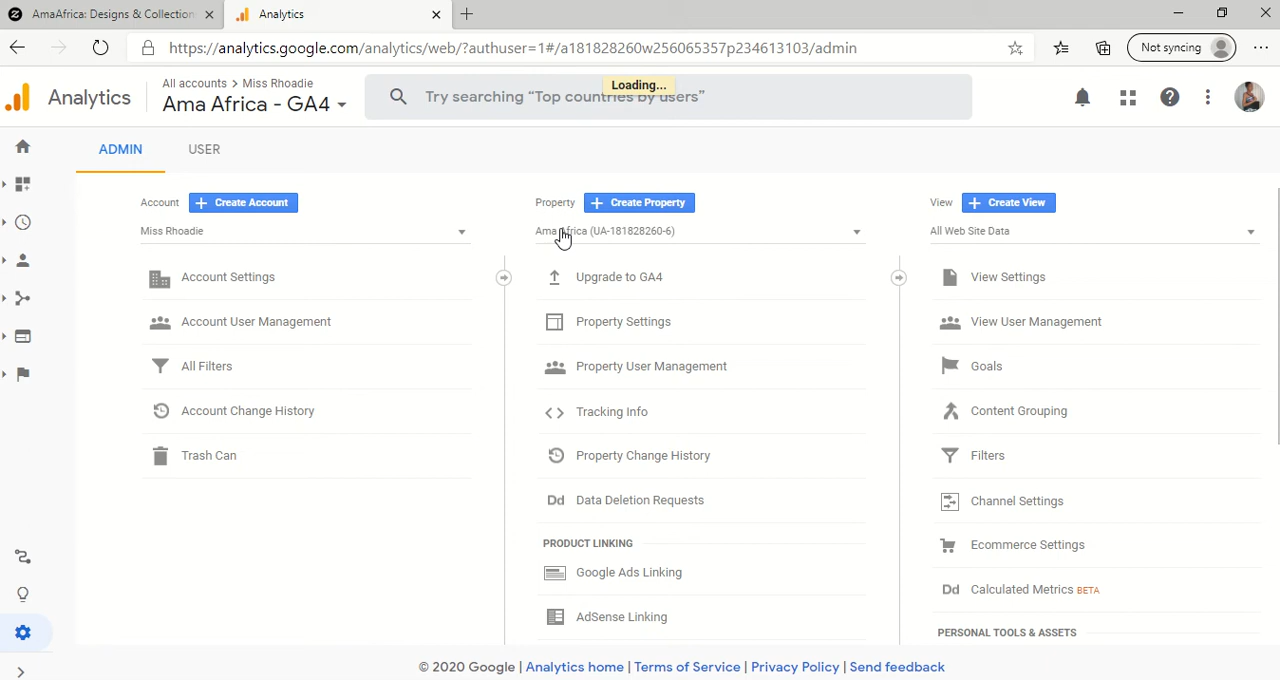 AmaAfrica: Designs & Collection
Analytics
https://analytics.google.com/analytics/web/?authuser=1#/a181828260w256065357p234613103/admin
Not syncing
Analytics
All accounts > Miss Rhoadie
Ama Africa - GA4
Loading...
Try searching “Top countries by users”
ADMIN
USER
Account
+ Create Account
Miss Rhoadie
Account Settings
Account User Management
All Filters
Account Change History
Trash Can
Property
+ Create Property
Ama Africa (UA-181828260-6)
Upgrade to GA4
Property Settings
Property User Management
Tracking Info
Property Change History
Dd Data Deletion Requests
PRODUCT LINKING
Google Ads Linking
AdSense Linking
View
+ Create View
All Web Site Data
View Settings
View User Management
Goals
Content Grouping
Filters
Channel Settings
Ecommerce Settings
Dd Calculated Metrics BETA
PERSONAL TOOLS & ASSETS
© 2020 Google | Analytics home | Terms of Service | Privacy Policy | Send feedback